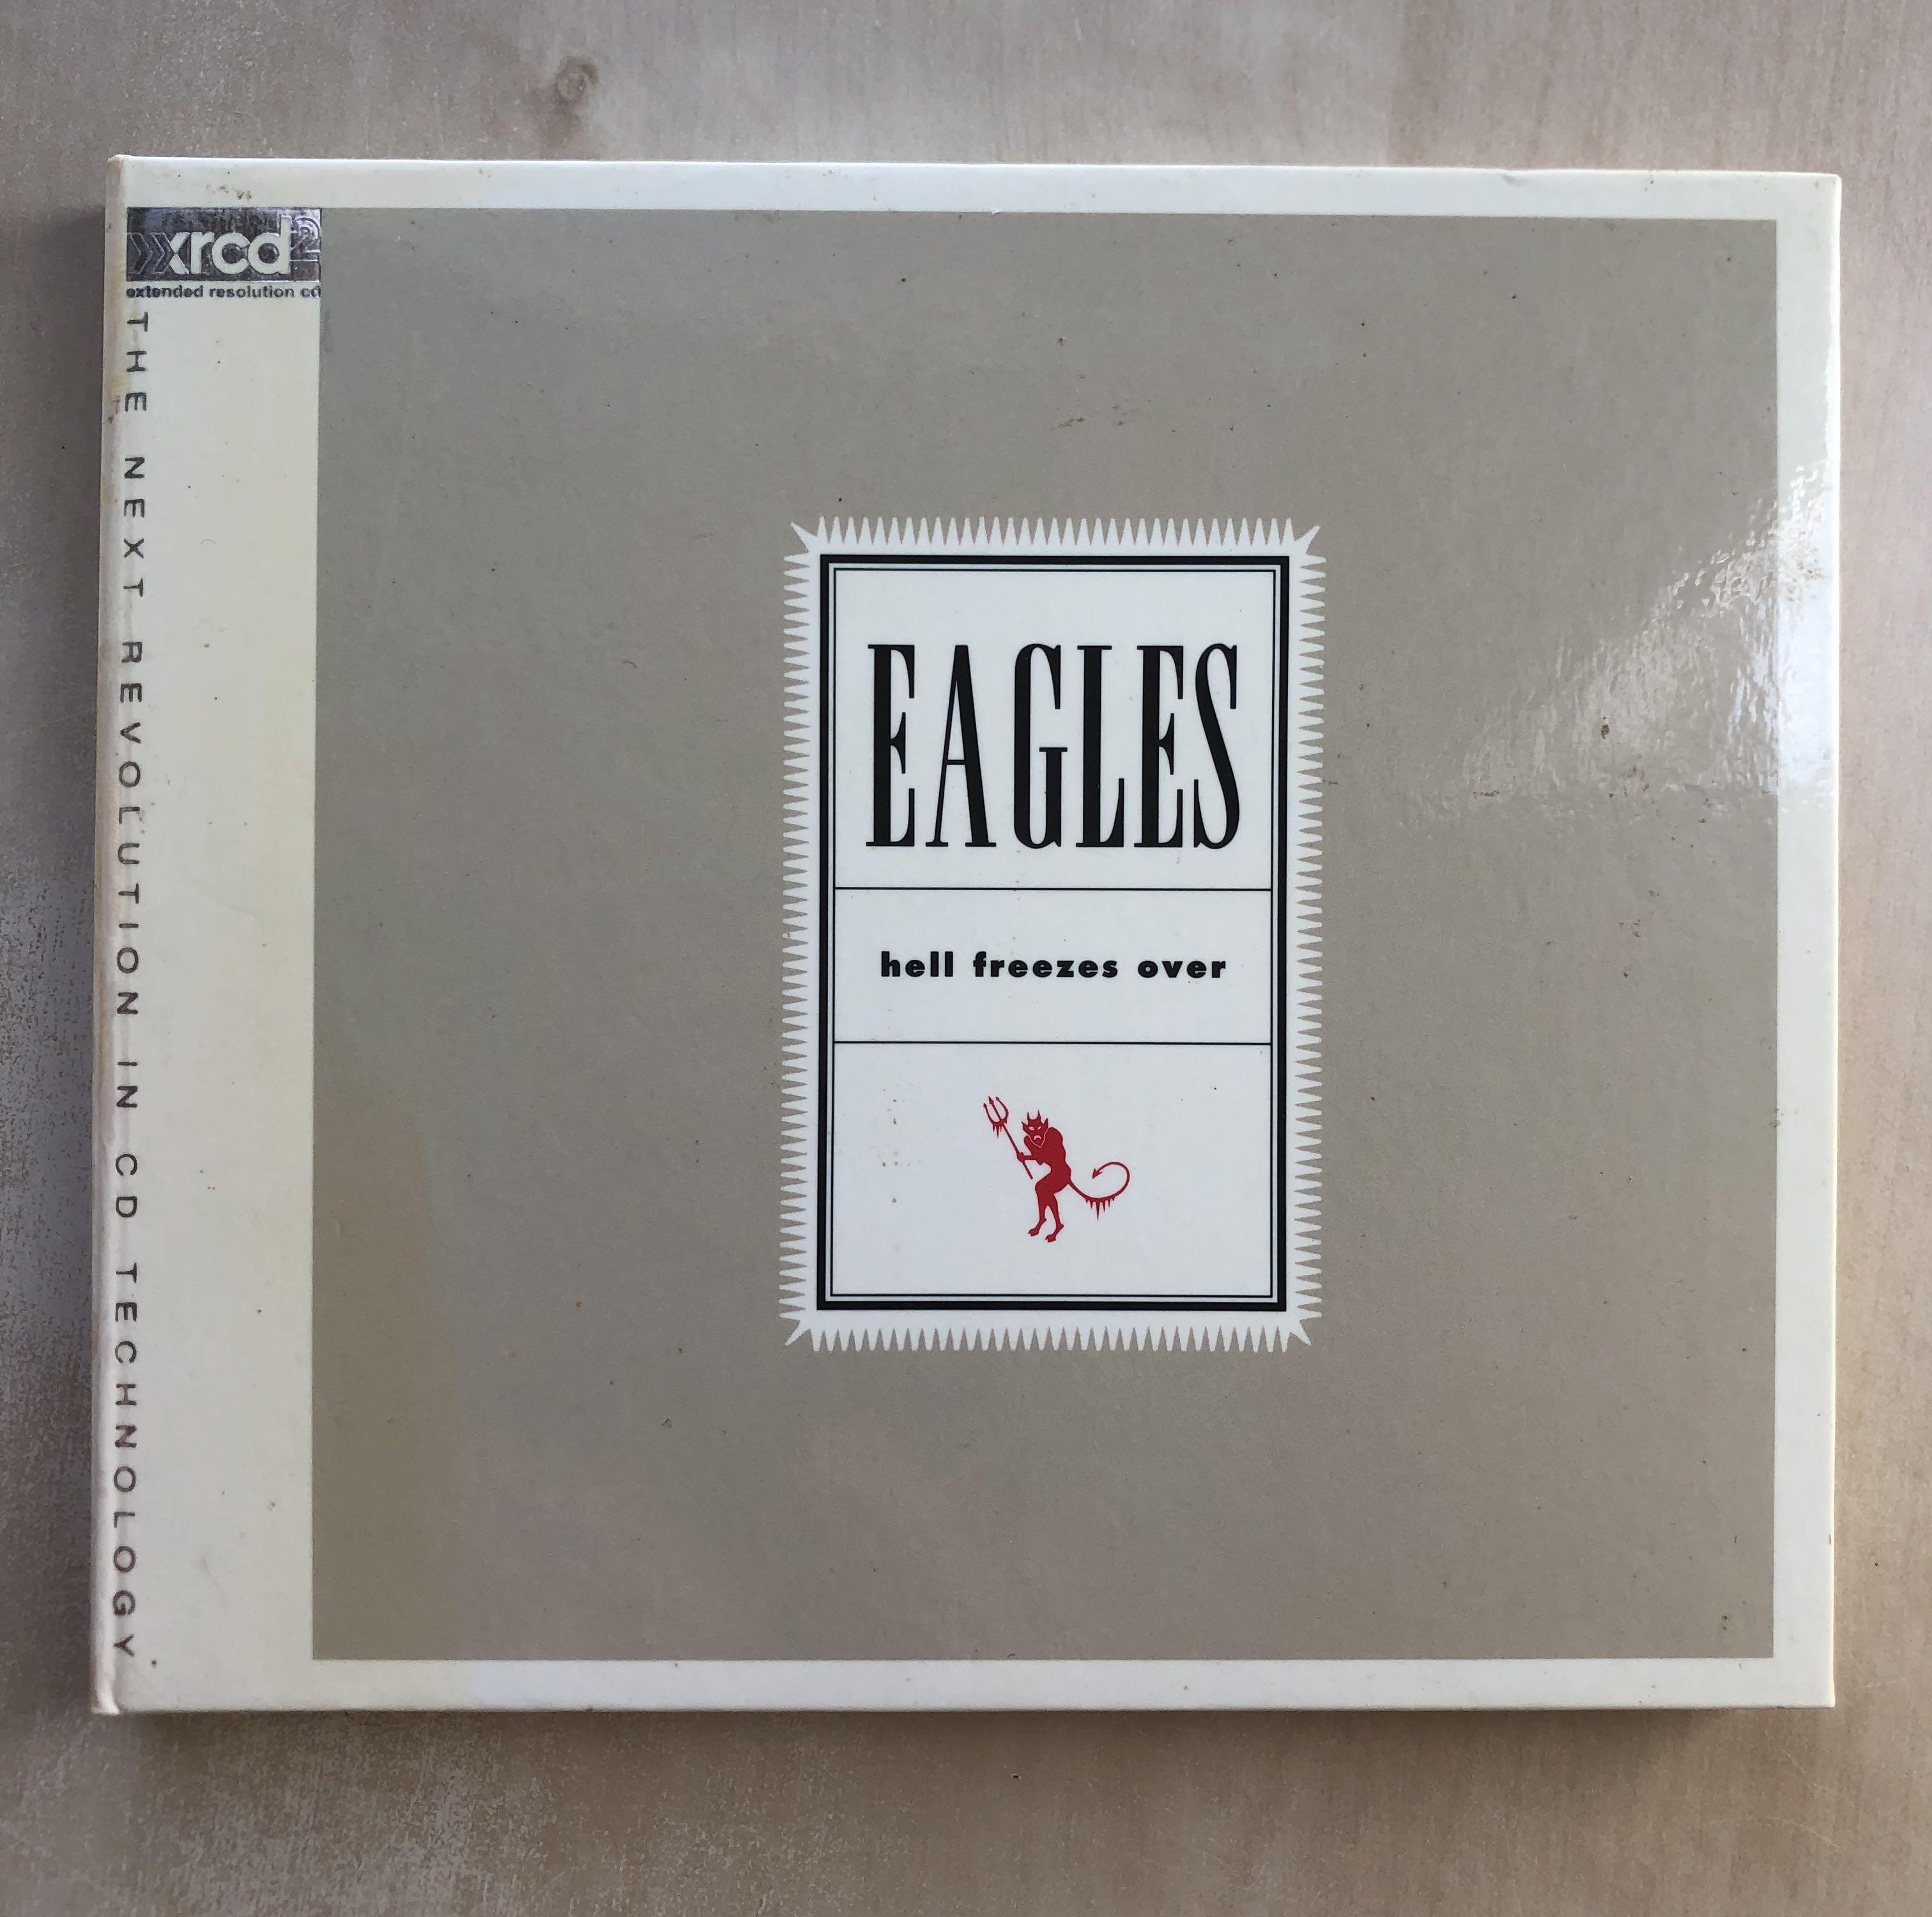 xrcd2
extended resolution cd
THE NEXT REVOLUTION IN CD TECHNOLOGY
EAGLES
hell freezes over